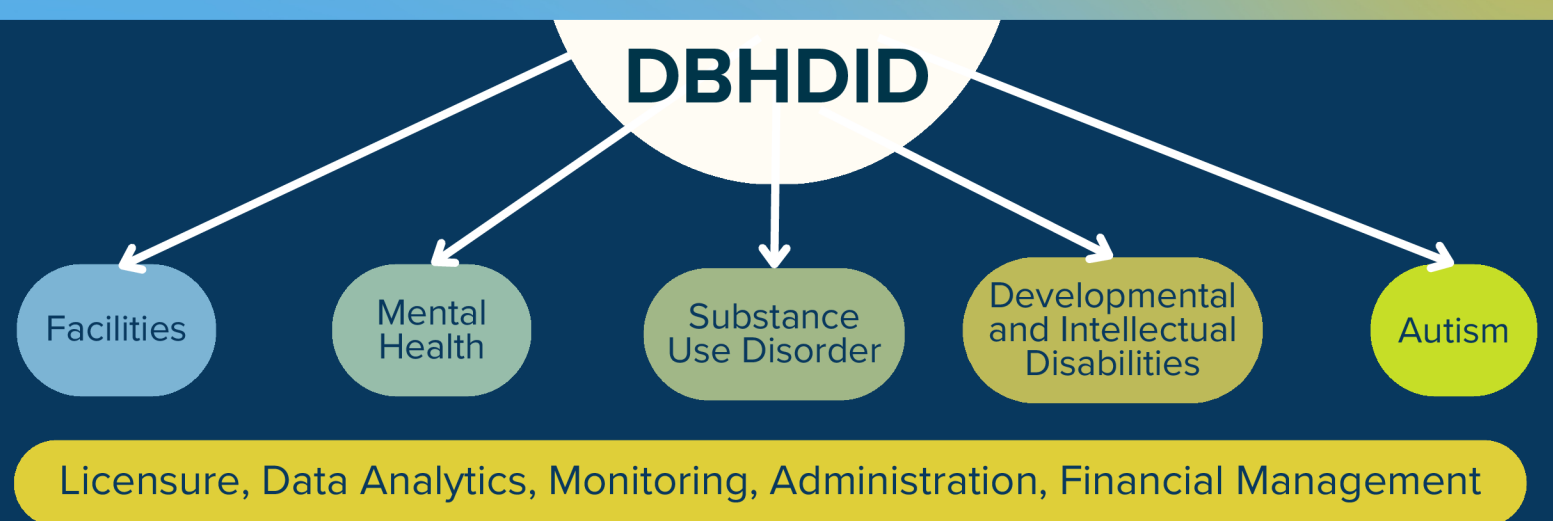 DBHDID
Facilities
Mental
Health
Substance
Use Disorder
Developmental
and Intellectual
Disabilities
Autism
Licensure, Data Analytics, Monitoring, Administration, Financial Management